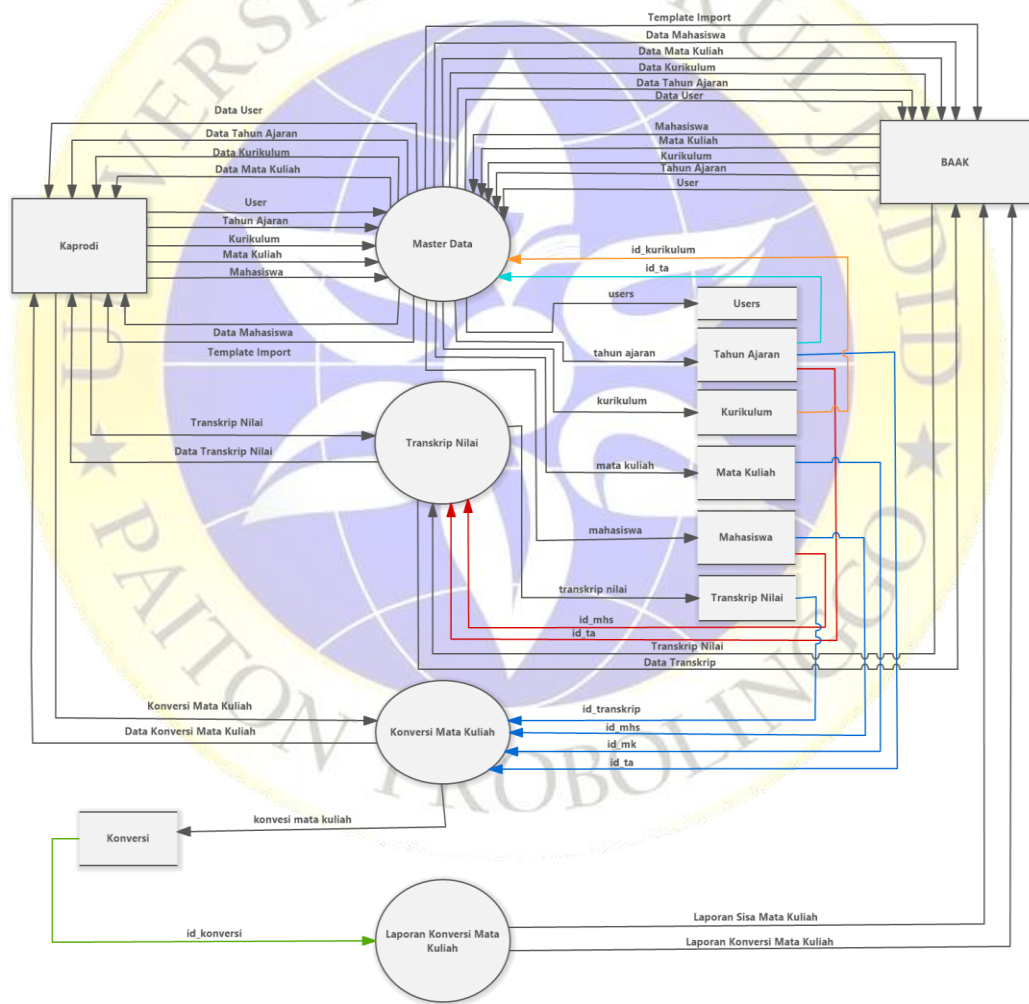 Template Import
Data Mahasiswa
Data Mata Kuliah
Data Kurikulum
Data Tahun Ajaran
Data User
Data User
Data Tahun Ajaran
Data Kurikulum
Data Mata Kuliah
Mahasiswa
Mata Kuliah
Kurikulum
Tahun Ajaran
User
BAAK
Kaprodi
User
Tahun Ajaran
Kurikulum
Mata Kuliah
Mahasiswa
Master Data
id_kurikulum
id_ta
Data Mahasiswa
Template Import
users
Users
tahun ajaran
Tahun Ajaran
kurikulum
Kurikulum
Transkrip Nilai
Data Transkrip Nilai
Transkrip Nilai
mata kuliah
Mata Kuliah
mahasiswa
Mahasiswa
transkrip nilai
Transkrip Nilai
id_mhs
id_ta
Transkrip Nilai
Data Transkrip
Konversi Mata Kuliah
Data Konversi Mata Kuliah
Konversi Mata Kuliah
id_transkrip
id_mhs
id_mk
id_ta
konvesi mata kuliah
Konversi
id_konversi
Laporan Konversi Mata
Kuliah
Laporan Sisa Mata Kuliah
Laporan Konversi Mata Kuliah
PAITON PROBOLINGGO